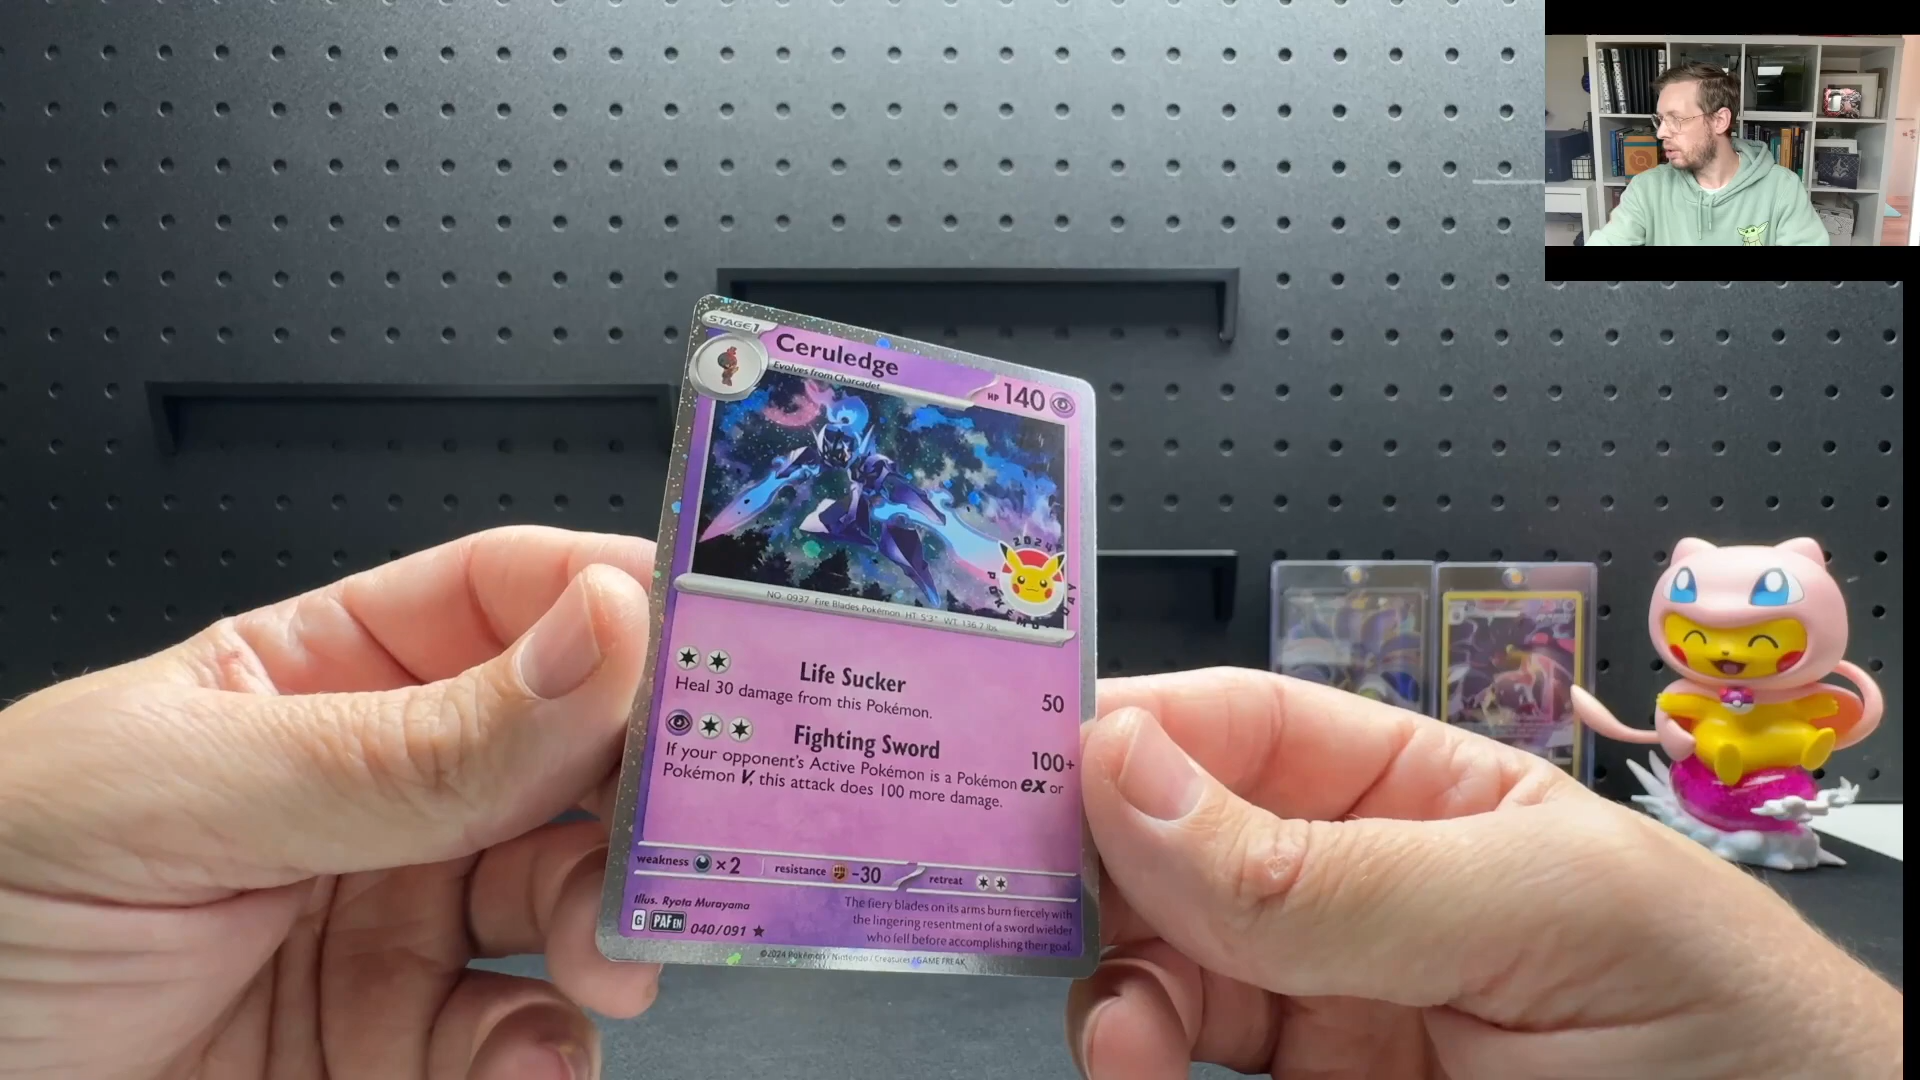 STAGE 1
Ceruledge
HP 140
Evolves from Charcadet
2024
POKÉMON DAY
NO. 0937 Fire Blades Pokémon HT: 5'3" WT: 136.7 lbs.
Life Sucker 50
Heal 30 damage from this Pokémon.
Fighting Sword 100+
If your opponent's Active Pokémon is a Pokémon ex or
Pokémon V, this attack does 100 more damage.
weakness ×2 resistance -30 retreat
Illus. Ryota Murayama
The fiery blades on its arms burn fiercely with
the lingering resentment of a sword wielder
who fell before accomplishing their goal.
G PAF EN 040/091 ★
©2024 Pokémon / Nintendo / Creatures / GAME FREAK